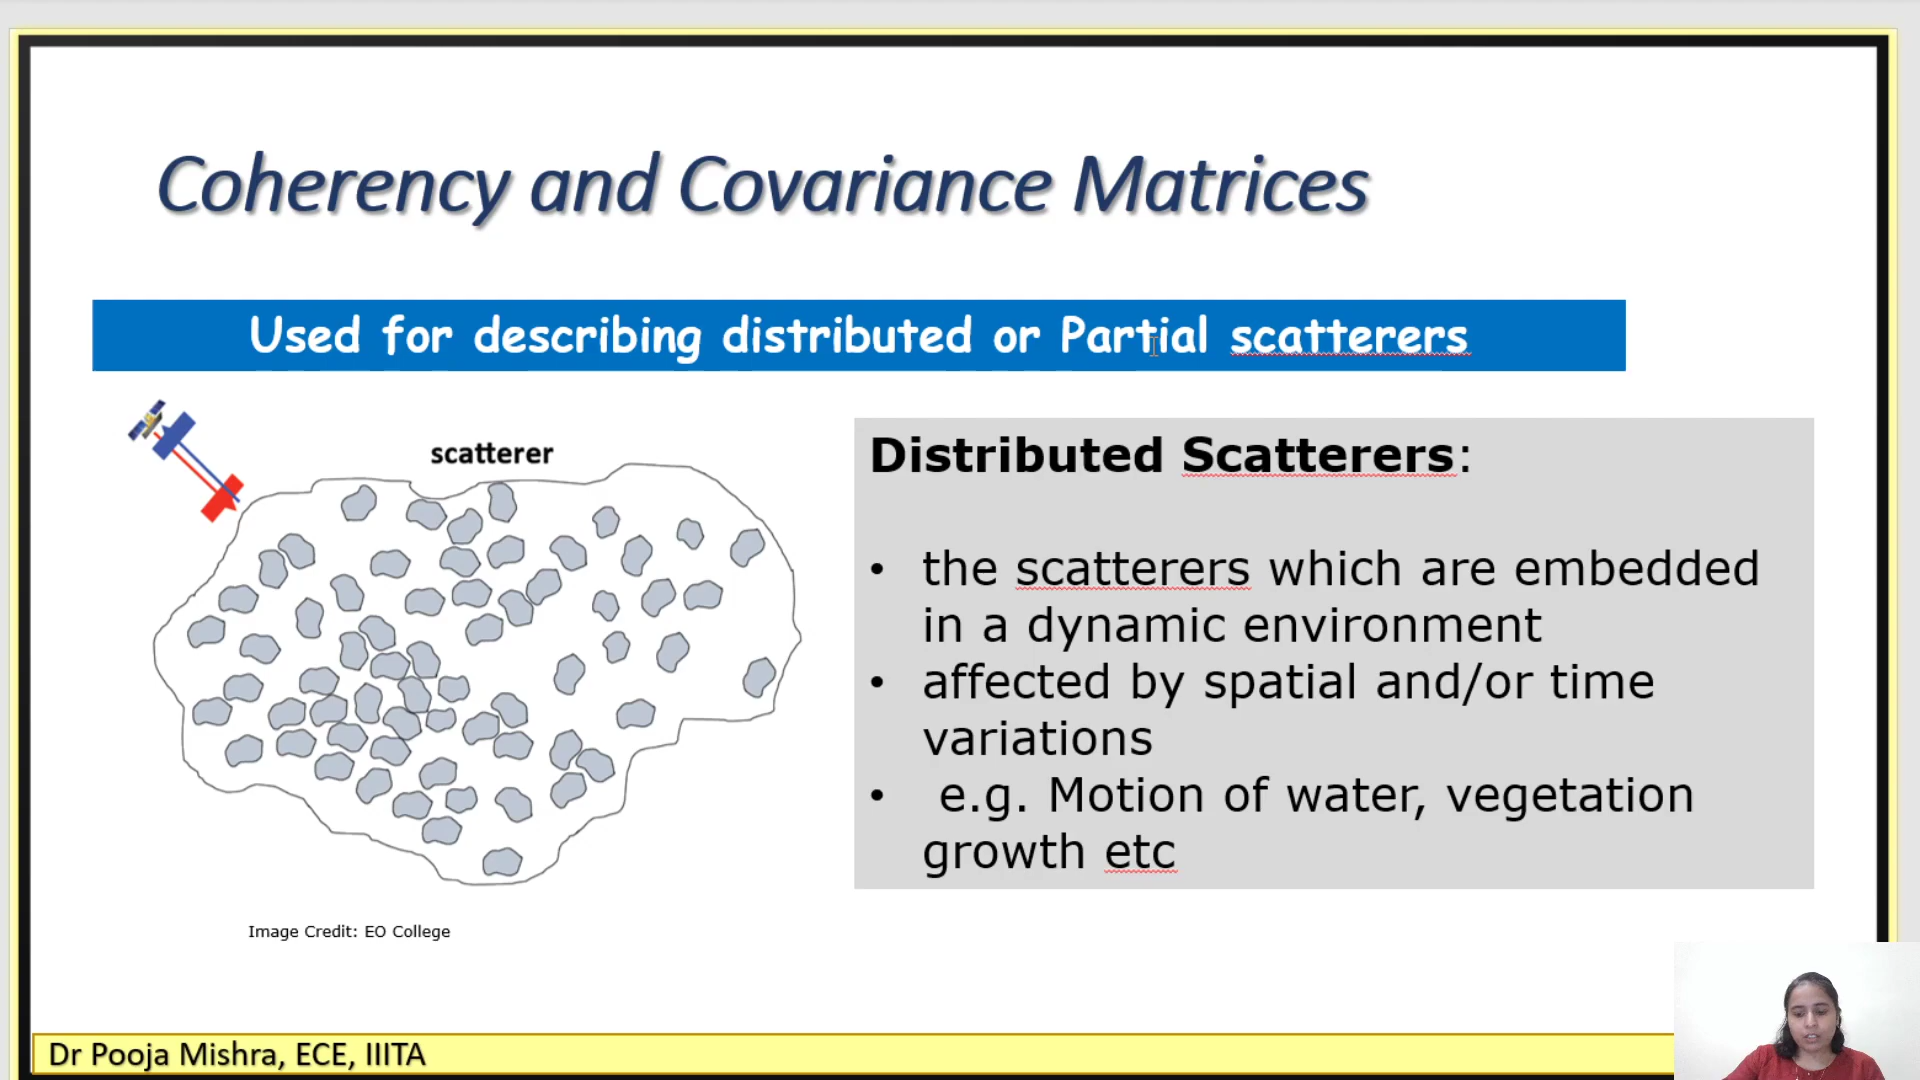 Coherency and Covariance Matrices
Used for describing distributed or Partial scatterers
scatterer
Distributed Scatterers:
• the scatterers which are embedded
in a dynamic environment
• affected by spatial and/or time
variations
• e.g. Motion of water, vegetation
growth etc
Image Credit: EO College
Dr Pooja Mishra, ECE, IIITA